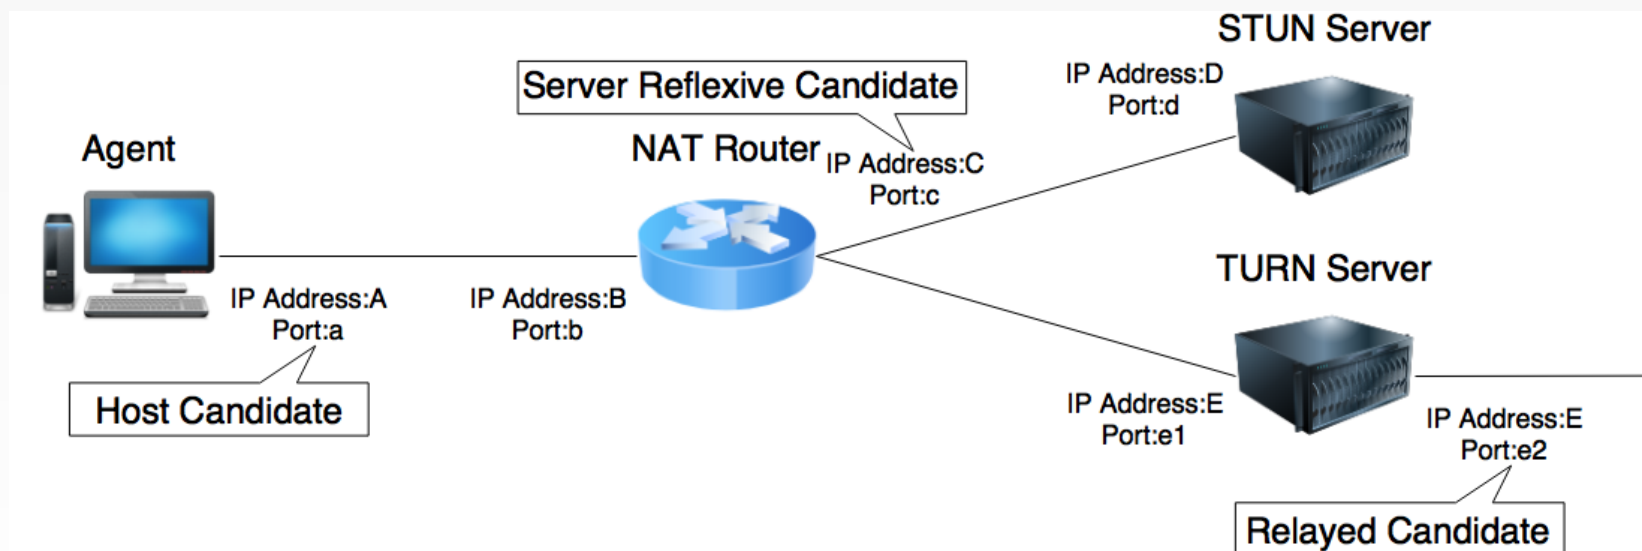 STUN Server
IP Address:D
Port:d
Server Reflexive Candidate
Agent
NAT Router
IP Address:C
Port:c
TURN Server
IP Address:A
Port:a
IP Address:B
Port:b
Host Candidate
IP Address:E
Port:e1
IP Address:E
Port:e2
Relayed Candidate